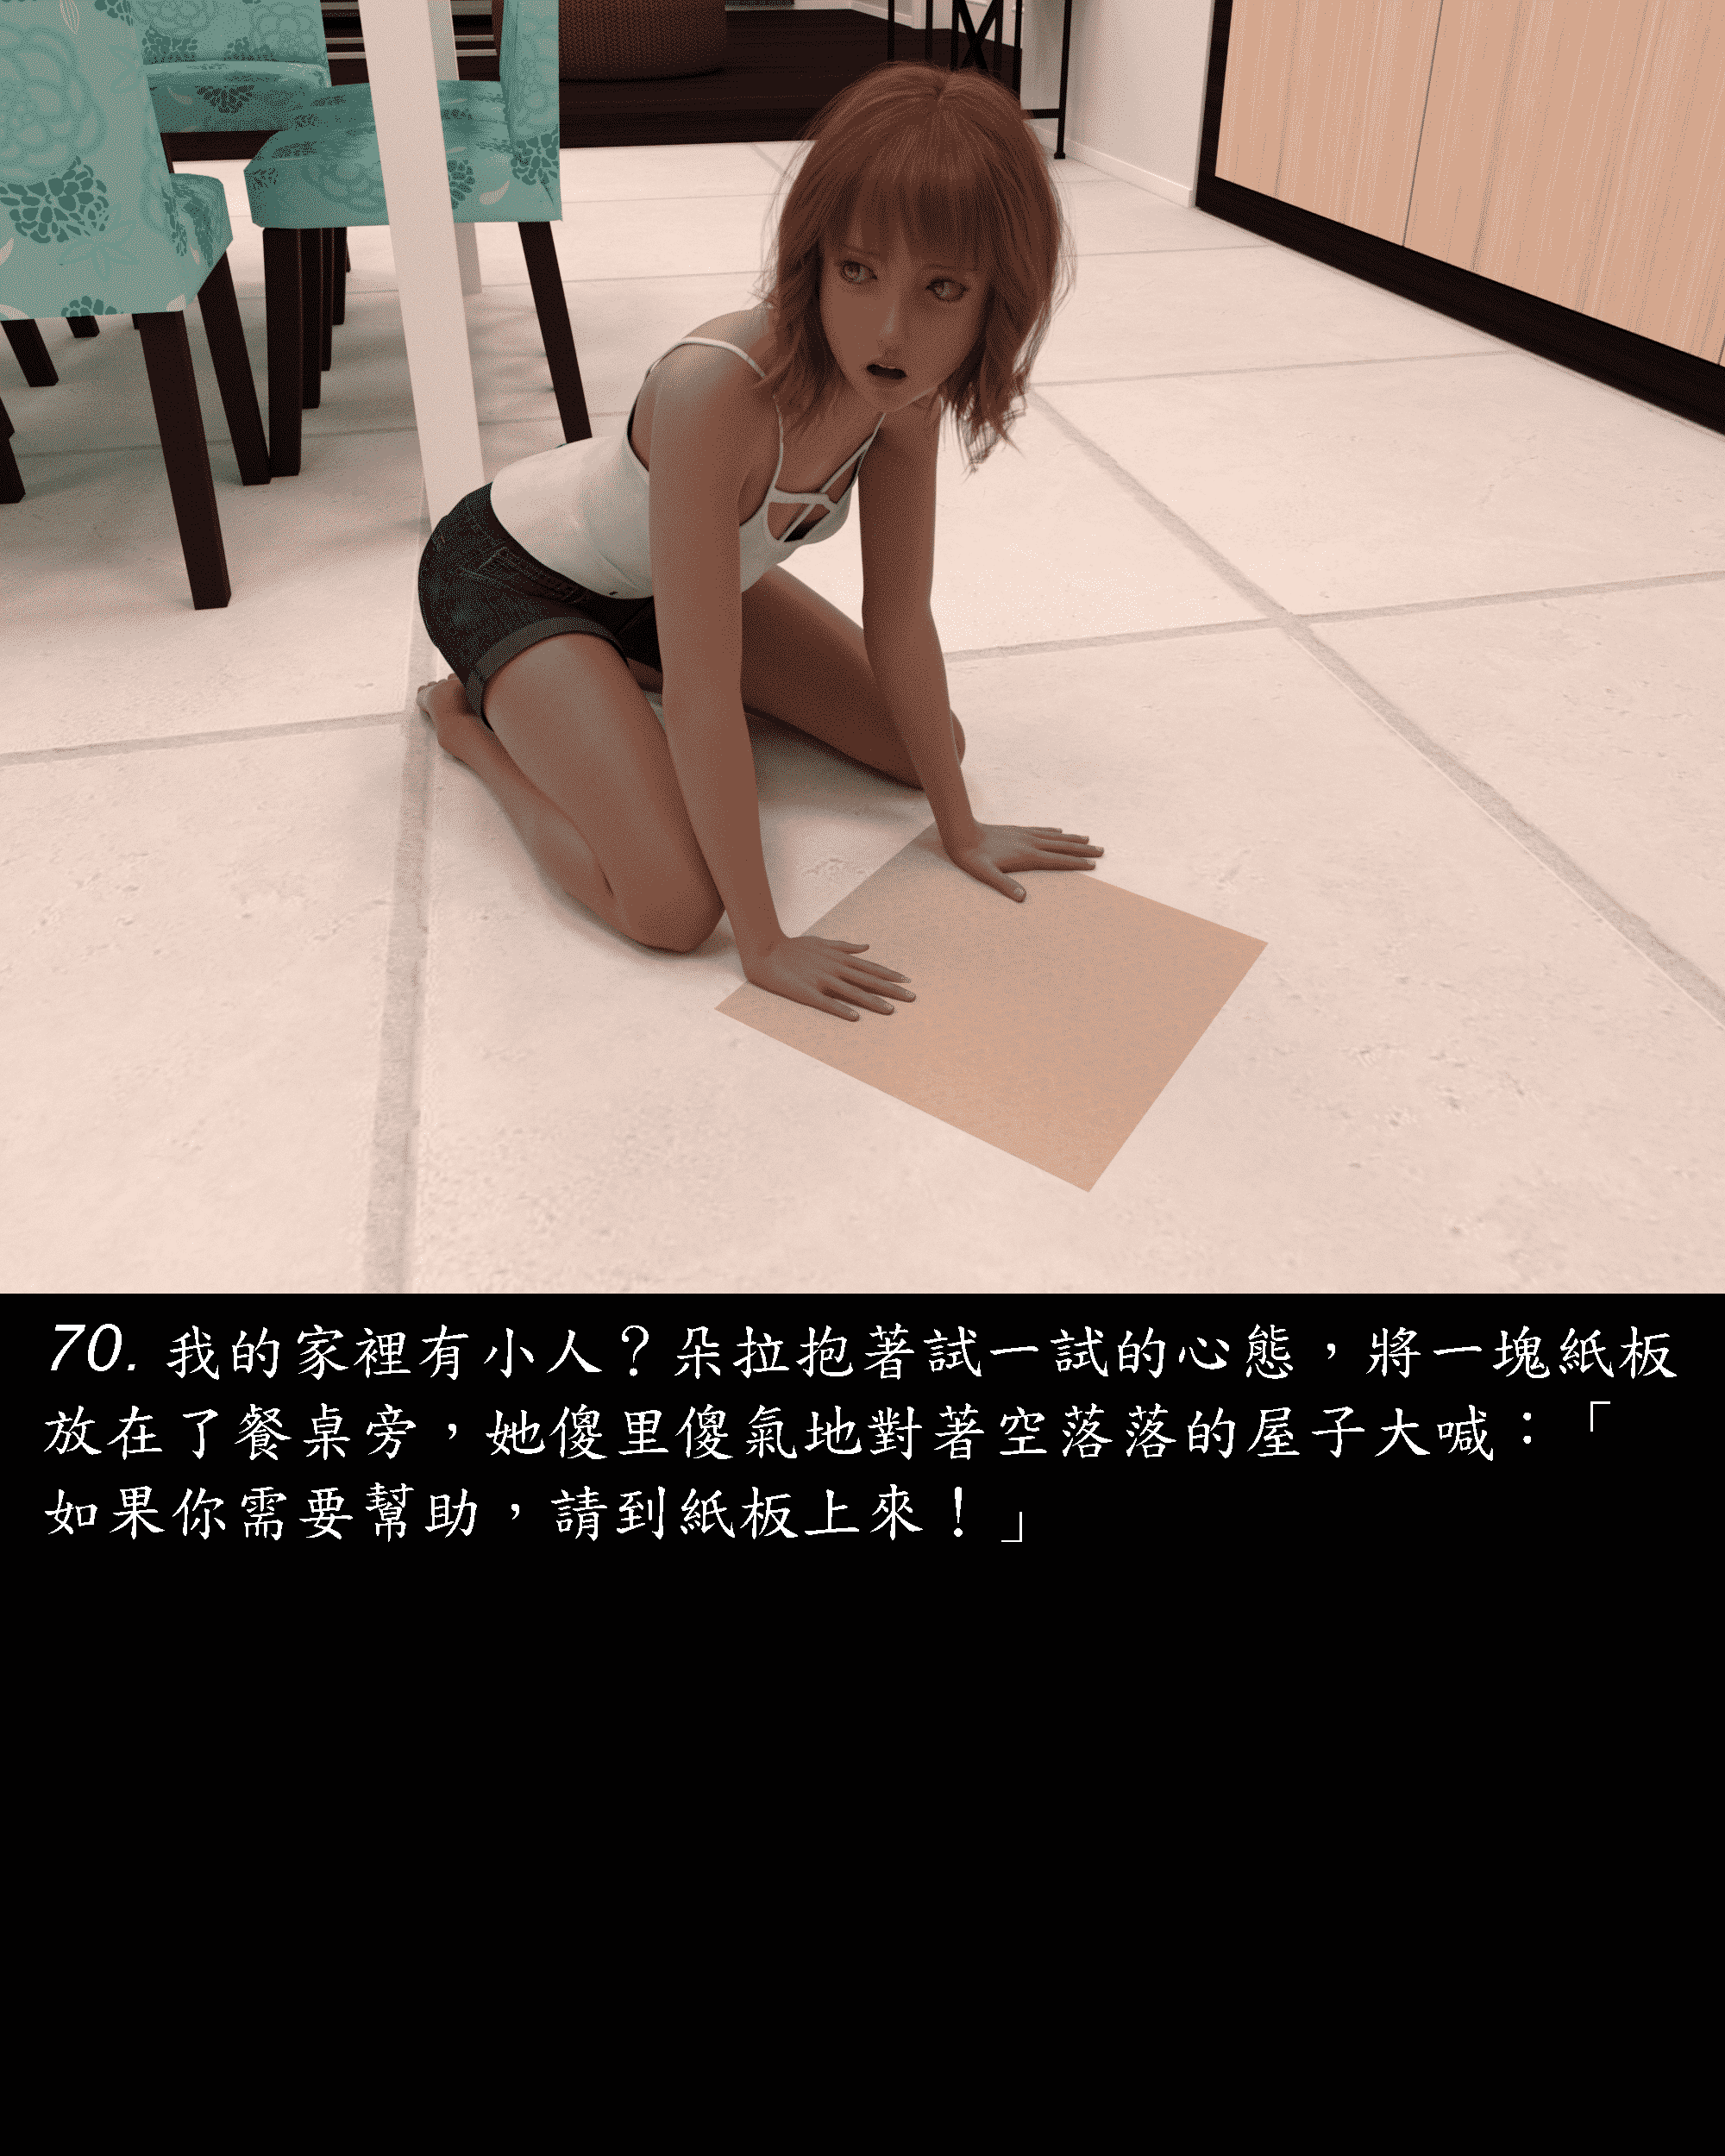 70. 我的家裡有小人？朵拉抱著試一試的心態，將一塊紙板
放在了餐桌旁，她傻里傻氣地對著空落落的屋子大喊：「
如果你需要幫助，請到紙板上來！」